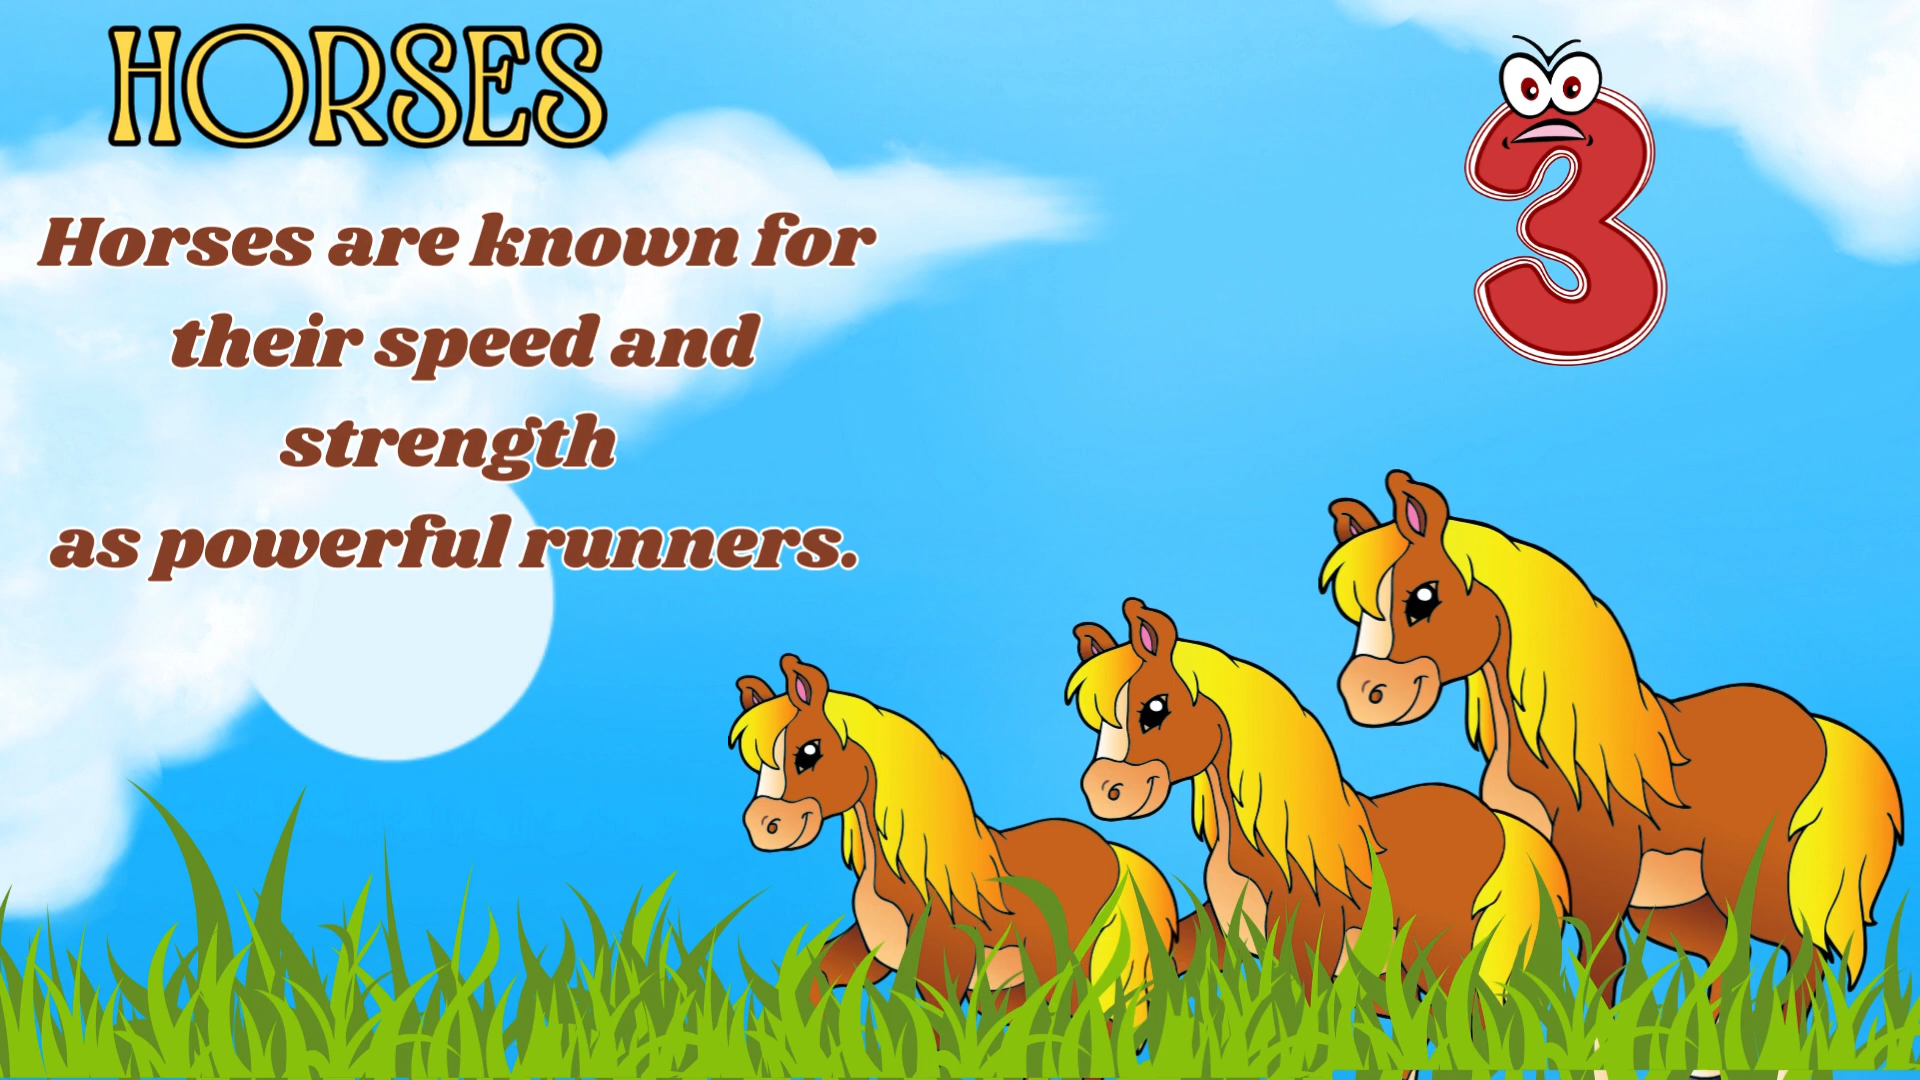 HORSES
3
Horses are known for
their speed and
strength
as powerful runners.